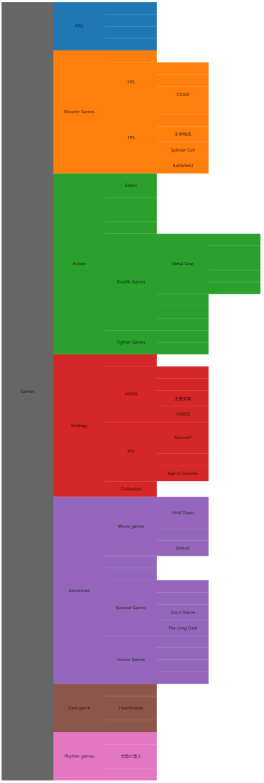 Games
RPG
Shooter Games
FPS
CS:GO
TPS
Splinter Cell
Battlefield
Action
Sekiro
Stealth Games
Metal Gear
Fighter Games
Strategy
MOBA
王者荣耀
RTS
Starcraft
Age of Empires
Civilization
Adventure
Movie games
Until Dawn
Detroit
Survival Games
Don't Starve
The Long Dark
Horror Games
Card game
Hearthstone
Rhythm games
太鼓の達人